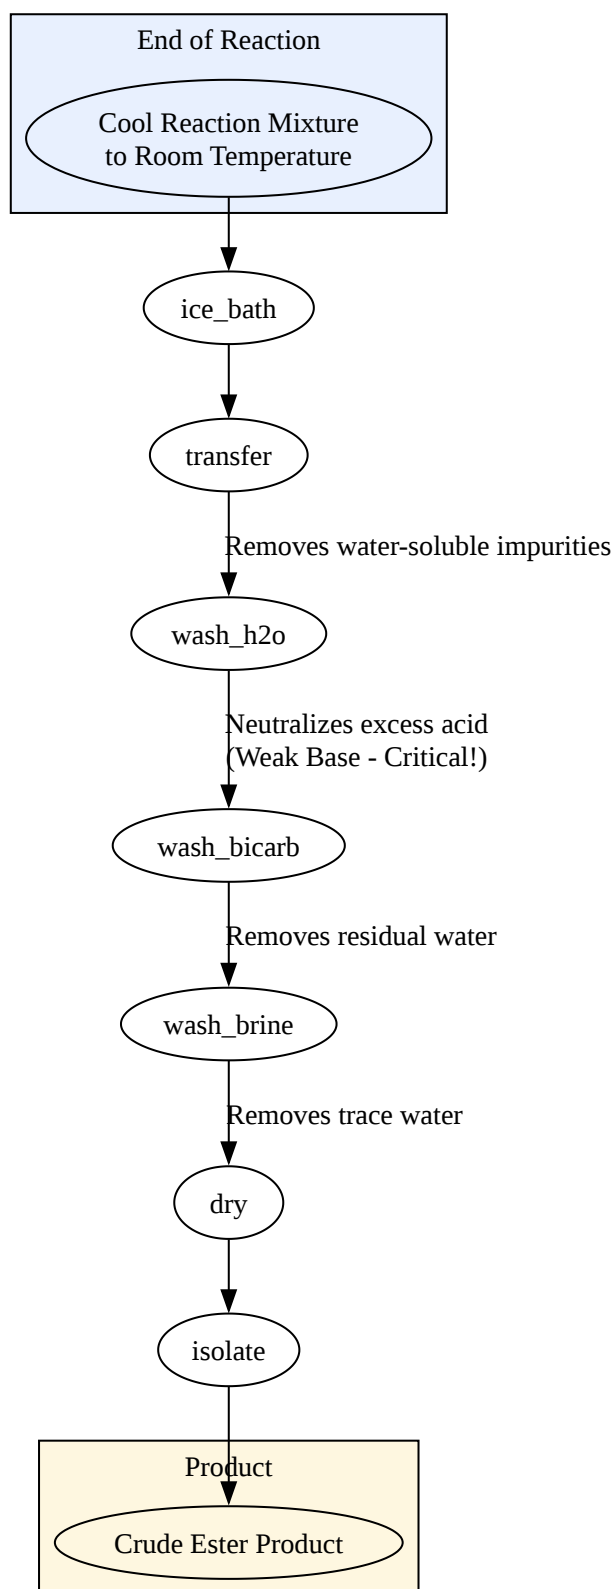 End of Reaction
Cool Reaction Mixture
to Room Temperature
ice_bath
transfer
Removes water-soluble impurities
wash_h2o
Neutralizes excess acid
(Weak Base - Critical!)
wash_bicarb
Removes residual water
wash_brine
Removes trace water
dry
isolate
Product
Crude Ester Product